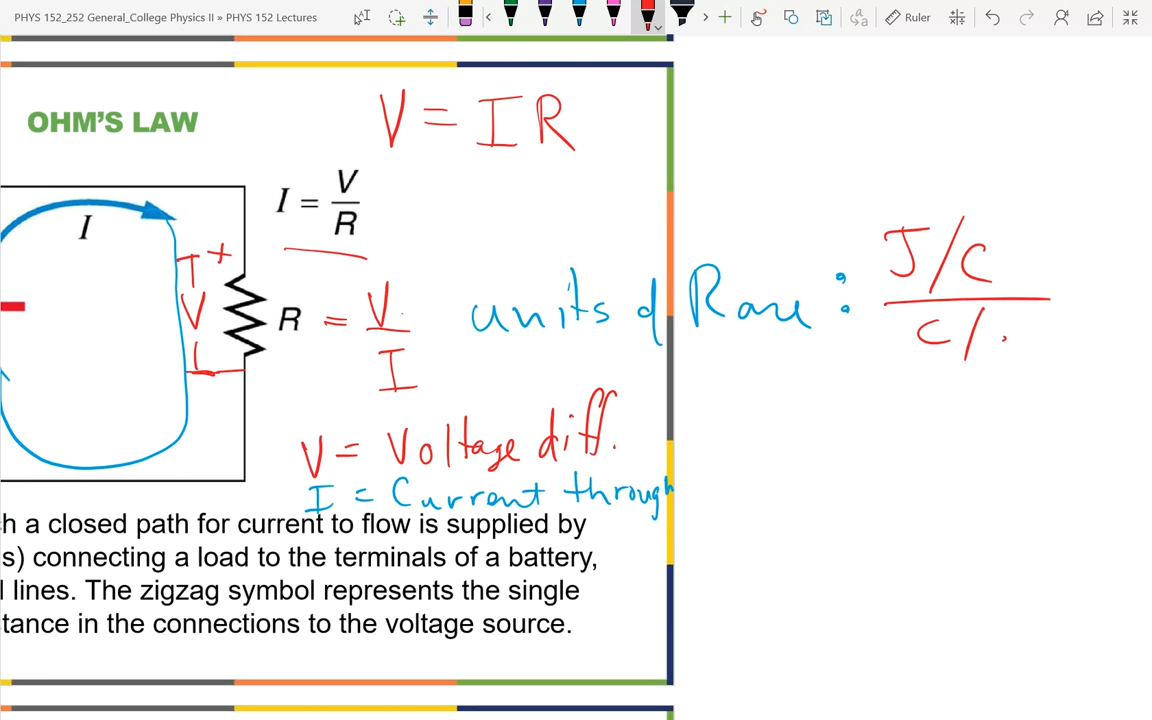 PHYS 152_252 General_College Physics II » PHYS 152 Lectures
Ruler
OHM'S LAW
V = I R
I = V/R
I
+
V
R = V/I
units of R are : J/C / C/
V = Voltage diff.
I = Current through
h a closed path for current to flow is supplied by
s) connecting a load to the terminals of a battery,
l lines. The zigzag symbol represents the single
tance in the connections to the voltage source.